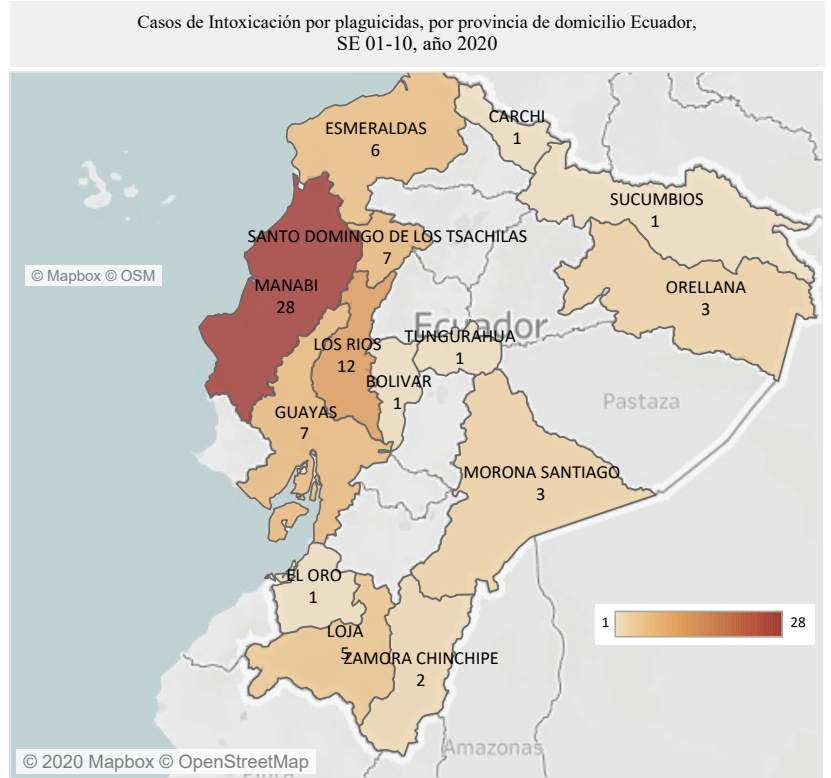 Casos de Intoxicación por plaguicidas, por provincia de domicilio Ecuador,
SE 01-10, año 2020
CARCHI
1
ESMERALDAS
6
SUCUMBIOS
1
SANTO DOMINGO DE LOS TSACHILAS
7
© Mapbox © OSM
MANABI
28
ORELLANA
3
Ecuador
TUNGURAHUA
1
LOS RIOS
12
BOLIVAR
1
Pastaza
GUAYAS
7
MORONA SANTIAGO
3
EL ORO
1
1
28
LOJA
5
ZAMORA CHINCHIPE
2
Amazonas
© 2020 Mapbox © OpenStreetMap